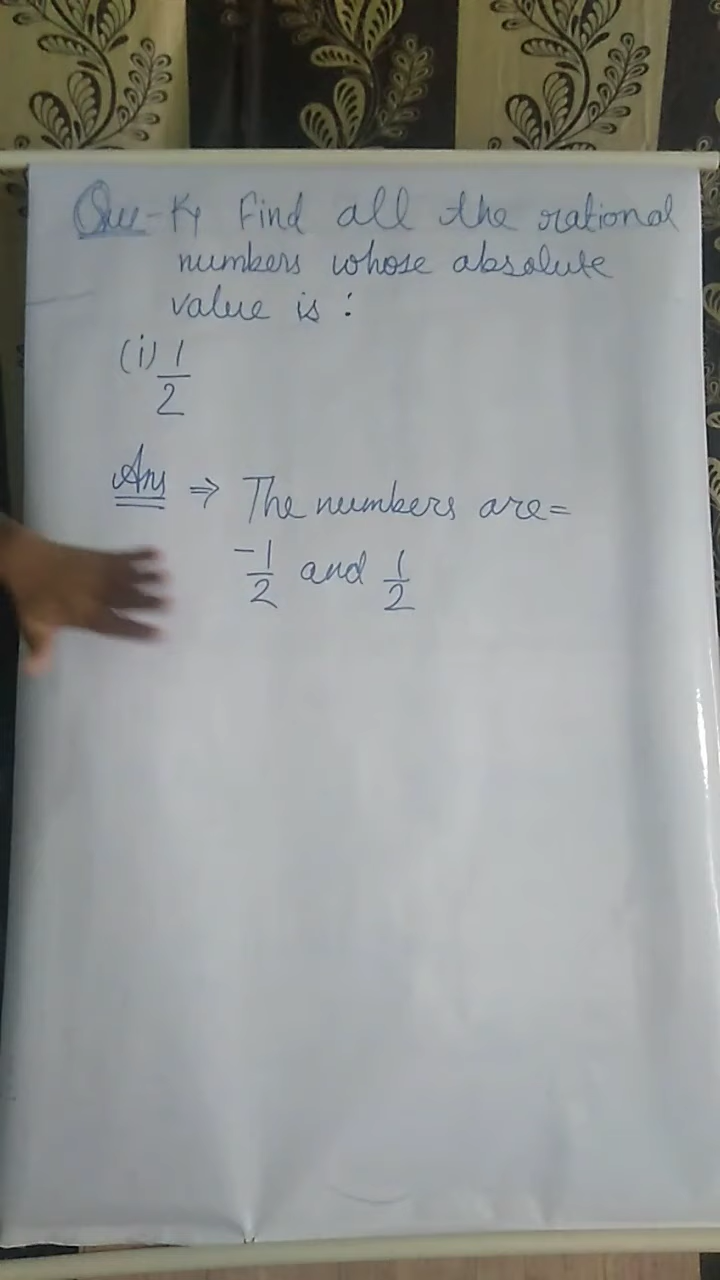 Que-K, Find all the rational
numbers whose absolute
value is :
(i) 1/2
Ans ⇒ The numbers are=
-1/2 and 1/2